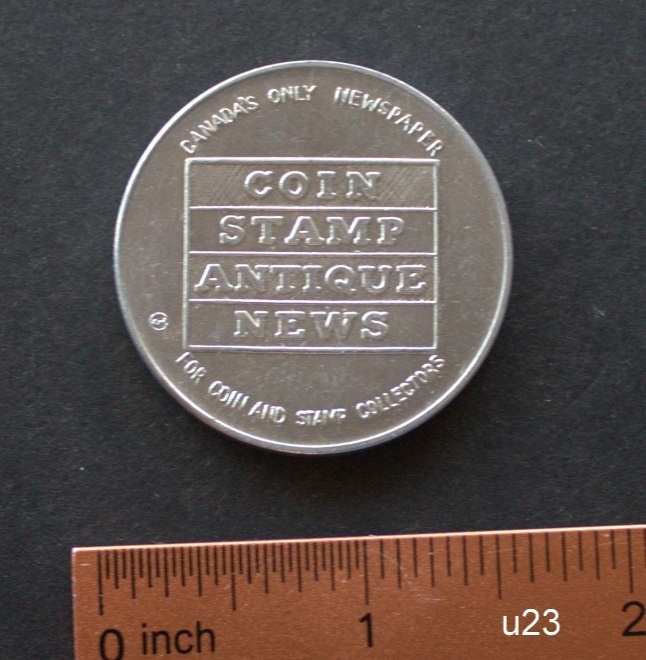 CANADA'S ONLY NEWSPAPER
COIN
STAMP
ANTIQUE
NEWS
FOR COIN AND STAMP COLLECTORS
0 inch 1 2
u23